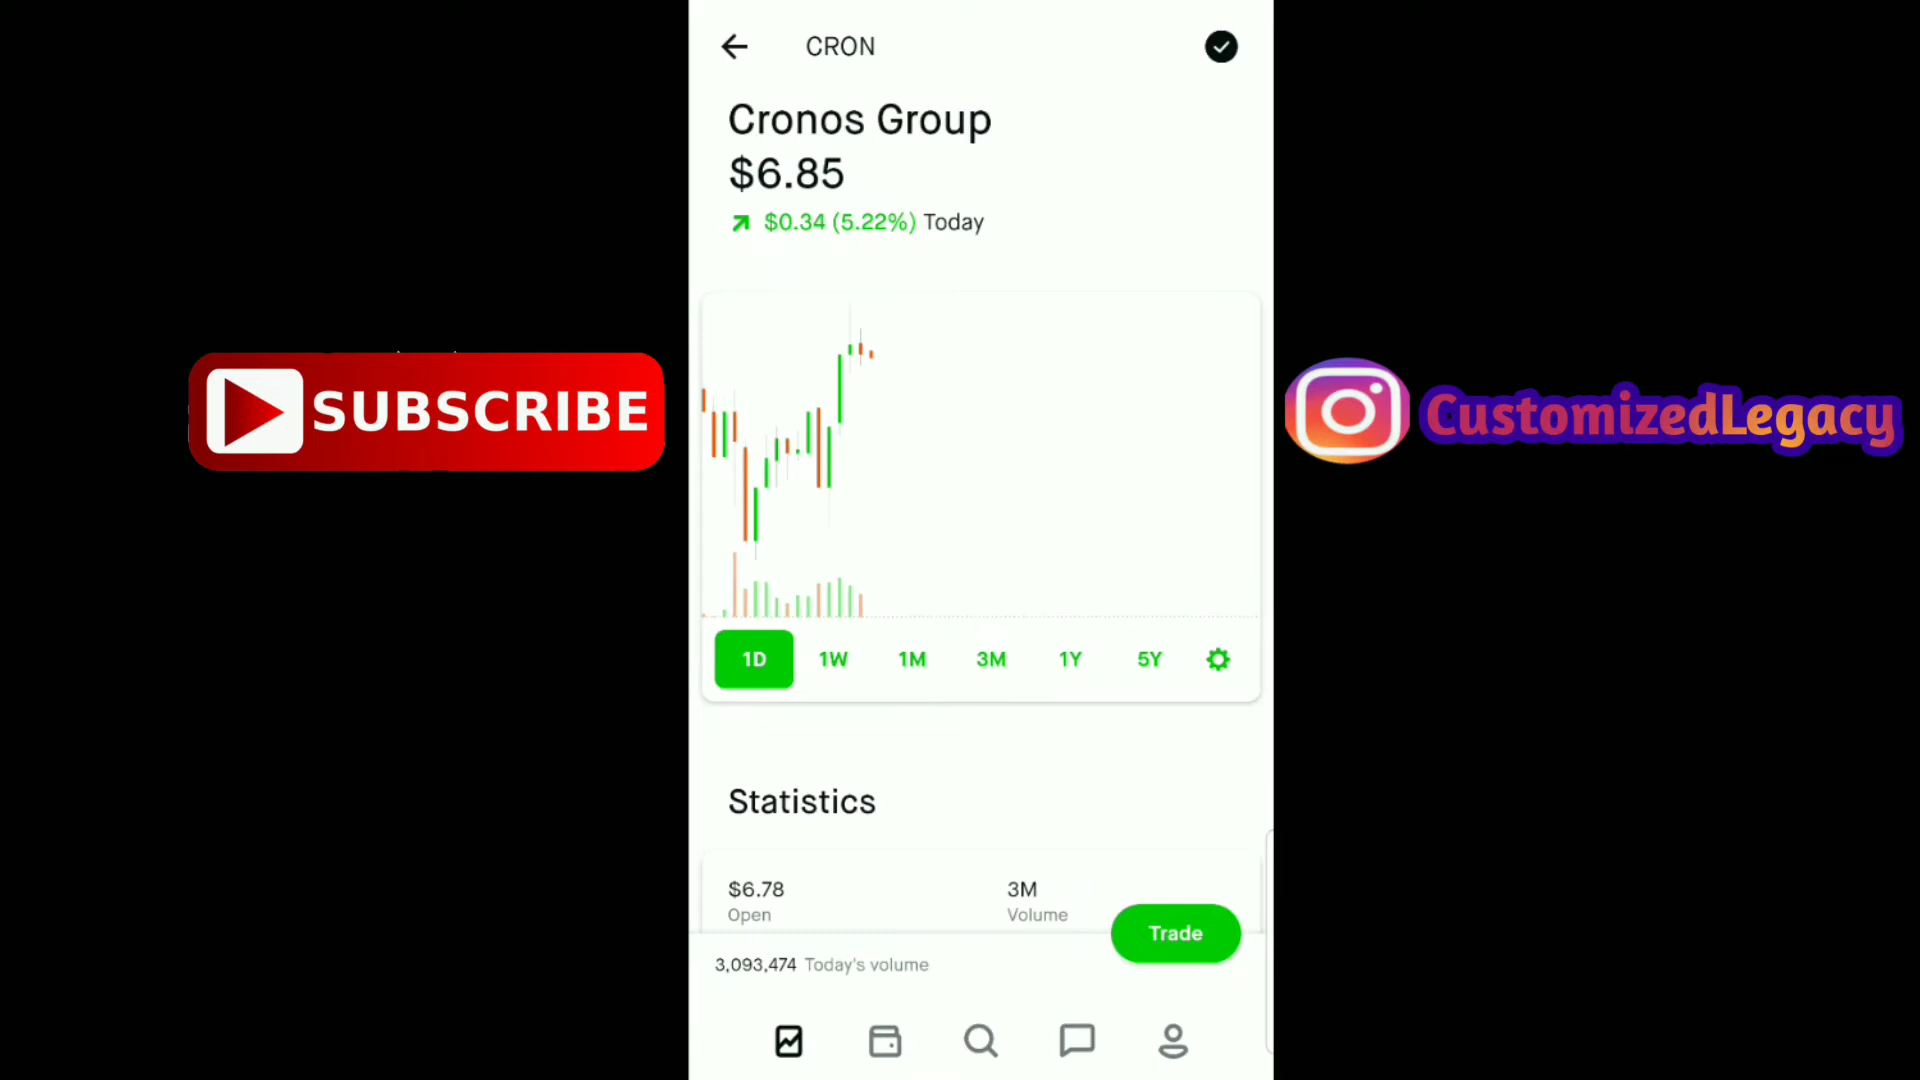 CRON
Cronos Group
$6.85
$0.34 (5.22%) Today
SUBSCRIBE
CustomizedLegacy
1D 1W 1M 3M 1Y 5Y
Statistics
$6.78 3M
Open Volume
Trade
3,093,474 Today's volume